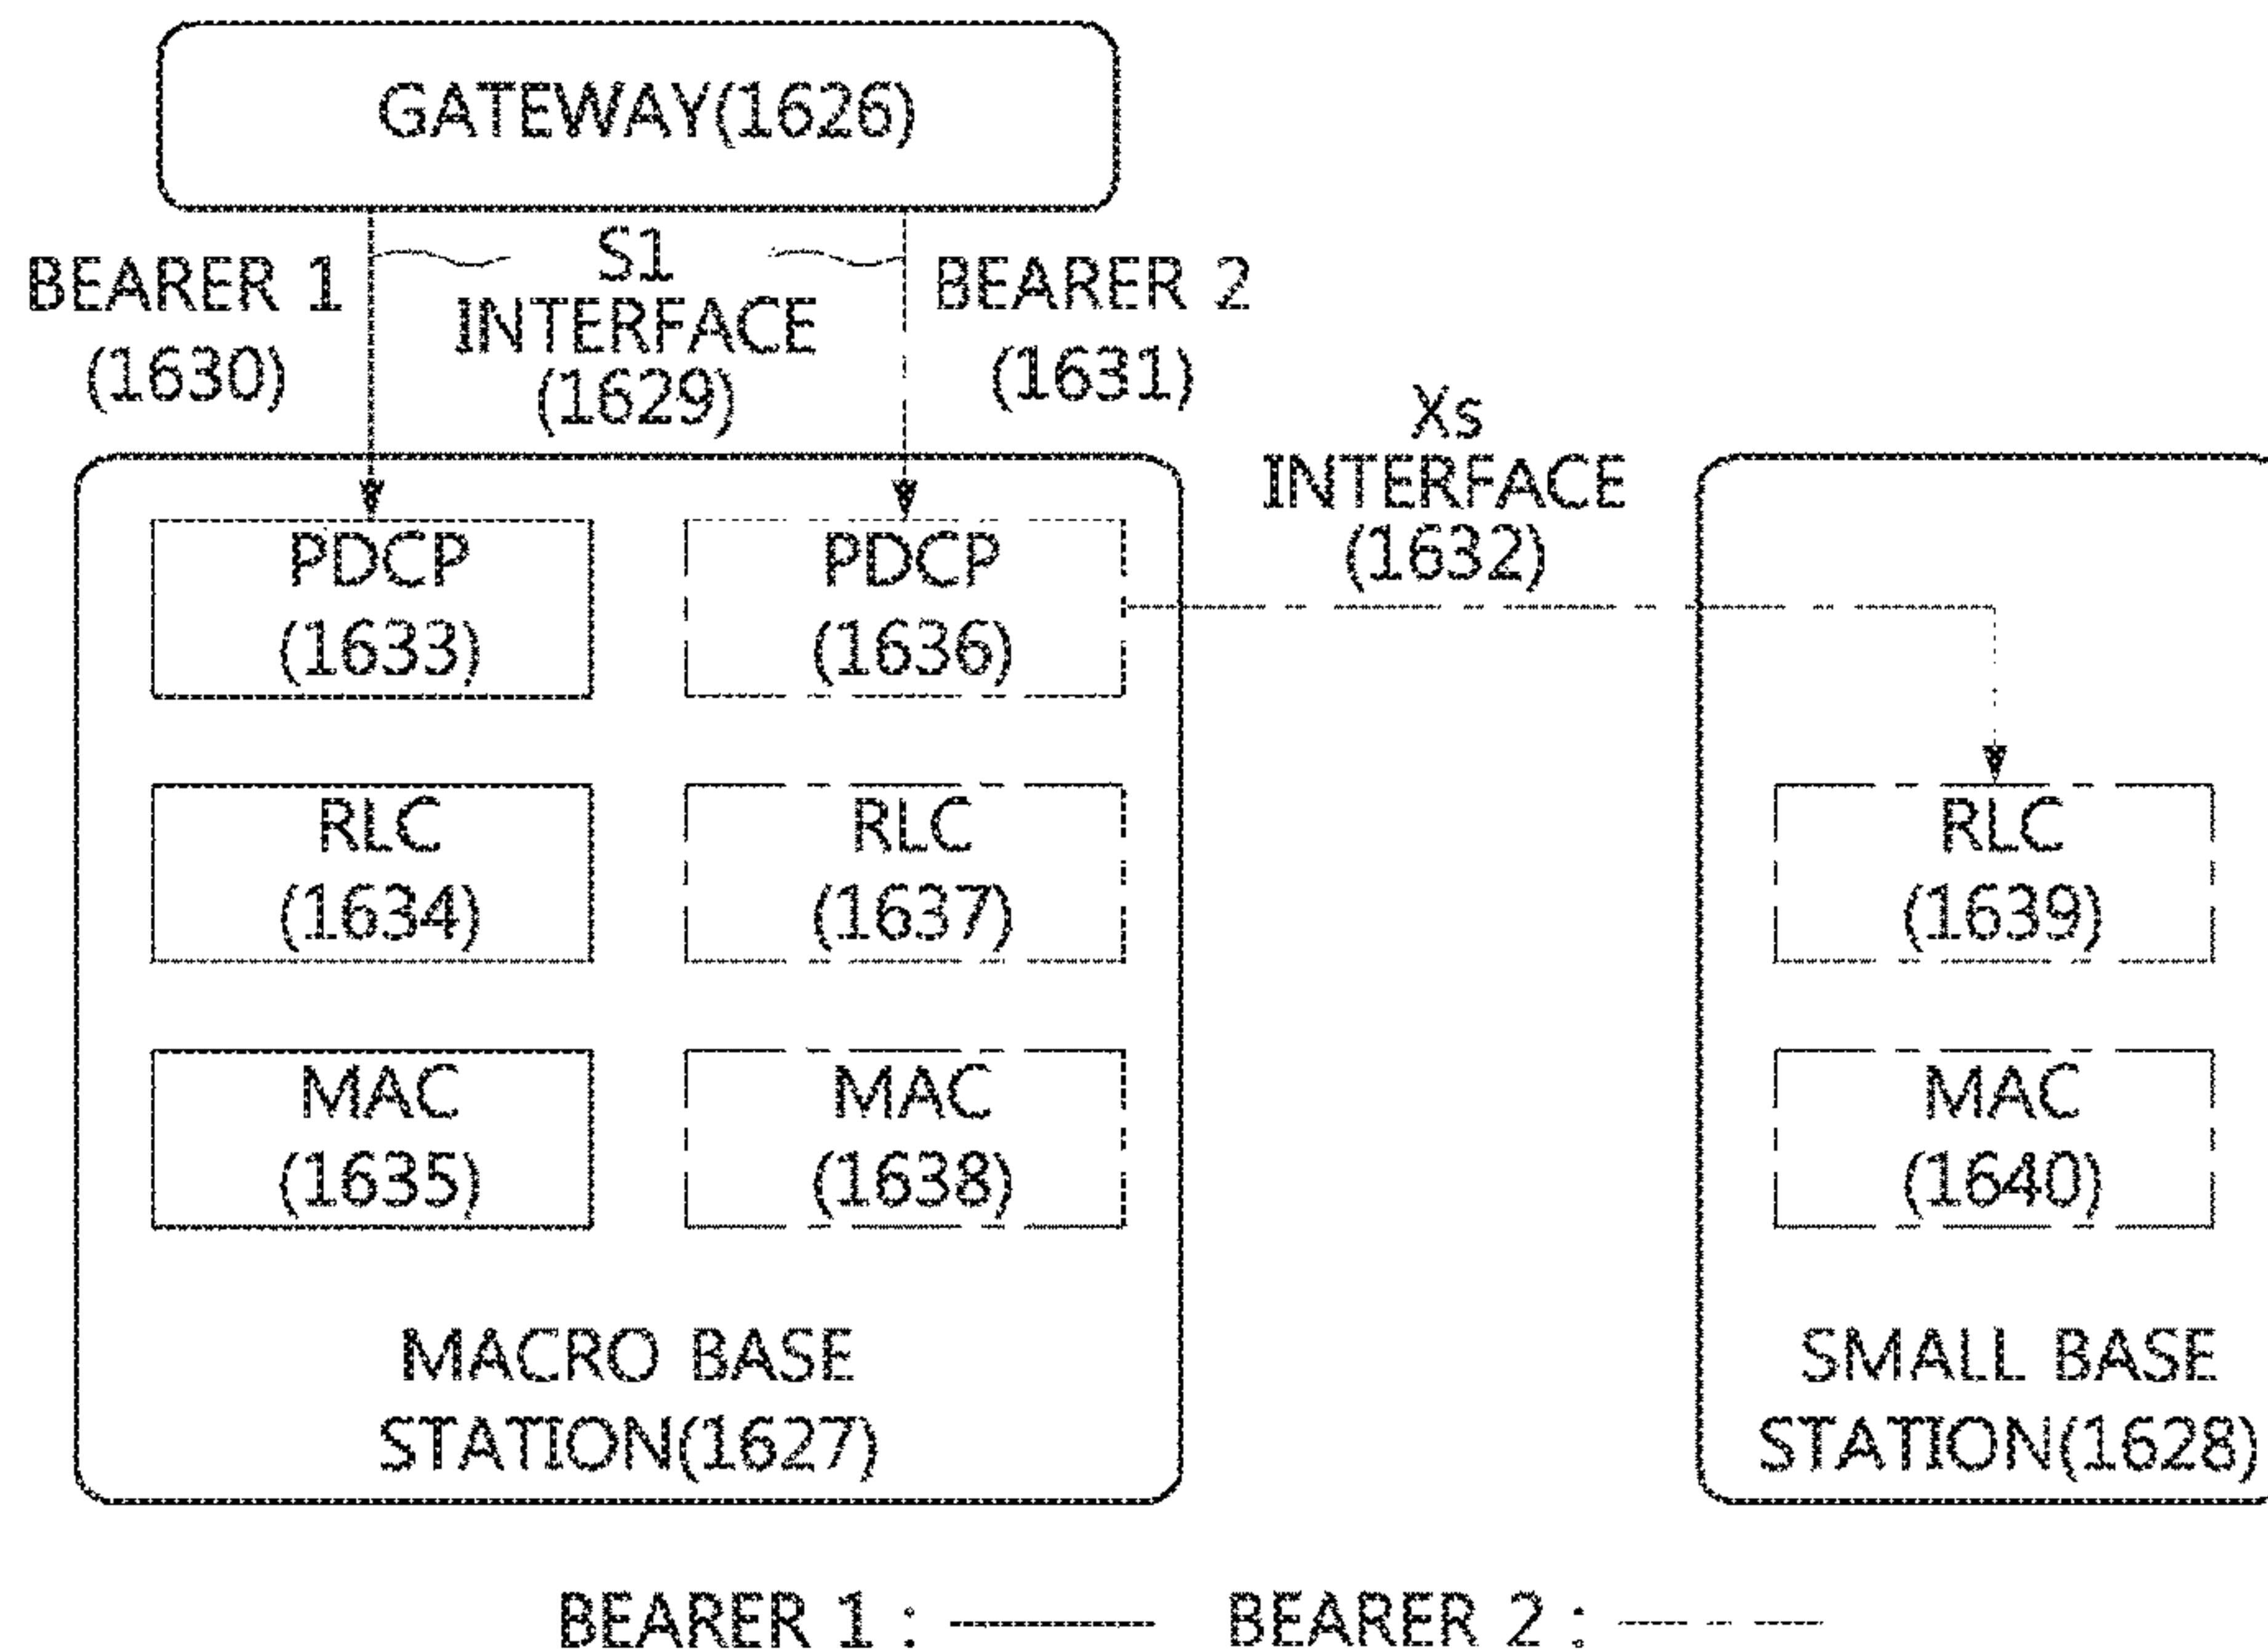 GATEWAY(1626)
BEARER 1
(1630)
S1
INTERFACE
(1629)
BEARER 2
(1631)
Xs
INTERFACE
(1632)
PDCP
(1633)
PDCP
(1636)
RLC
(1634)
RLC
(1637)
RLC
(1639)
MAC
(1635)
MAC
(1638)
MAC
(1640)
MACRO BASE
STATION(1627)
SMALL BASE
STATION(1628)
BEARER 1 :
BEARER 2 :